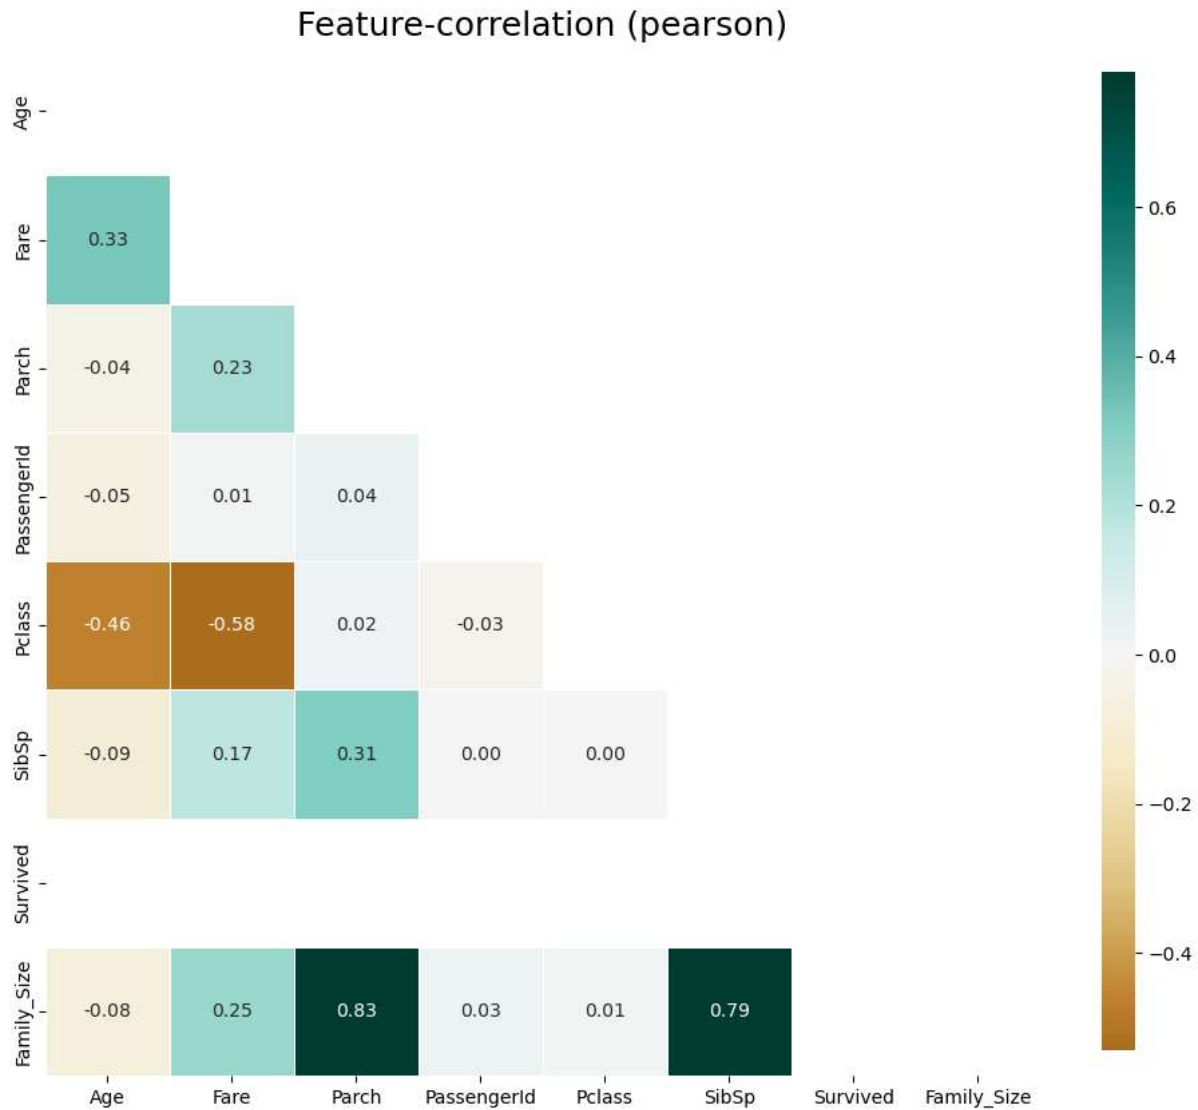 Feature-correlation (pearson)
Age
Fare
0.33
0.6
Parch
-0.04 0.23
0.4
PassengerId
-0.05 0.01 0.04
0.2
Pclass
-0.46 -0.58 0.02 -0.03
0.0
SibSp
-0.09 0.17 0.31 0.00 0.00
−0.2
Survived
−0.4
Family_Size
-0.08 0.25 0.83 0.03 0.01 0.79
Age Fare Parch PassengerId Pclass SibSp Survived Family_Size